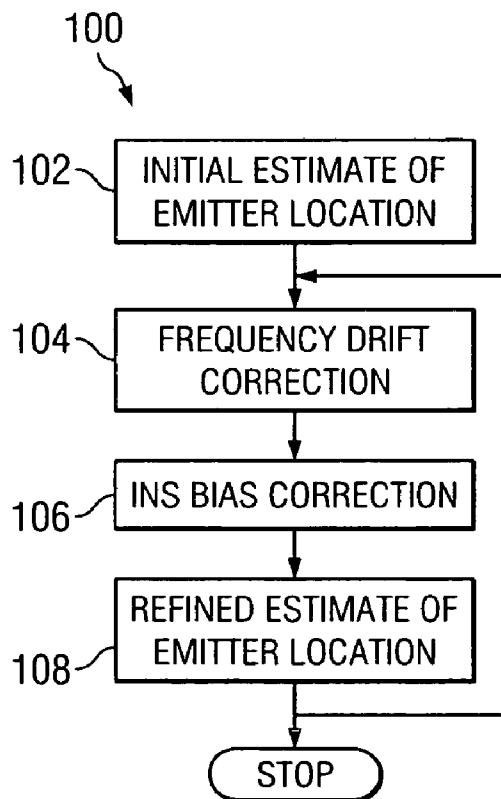 100
102
INITIAL ESTIMATE OF
EMITTER LOCATION
104
FREQUENCY DRIFT
CORRECTION
106
INS BIAS CORRECTION
108
REFINED ESTIMATE OF
EMITTER LOCATION
STOP